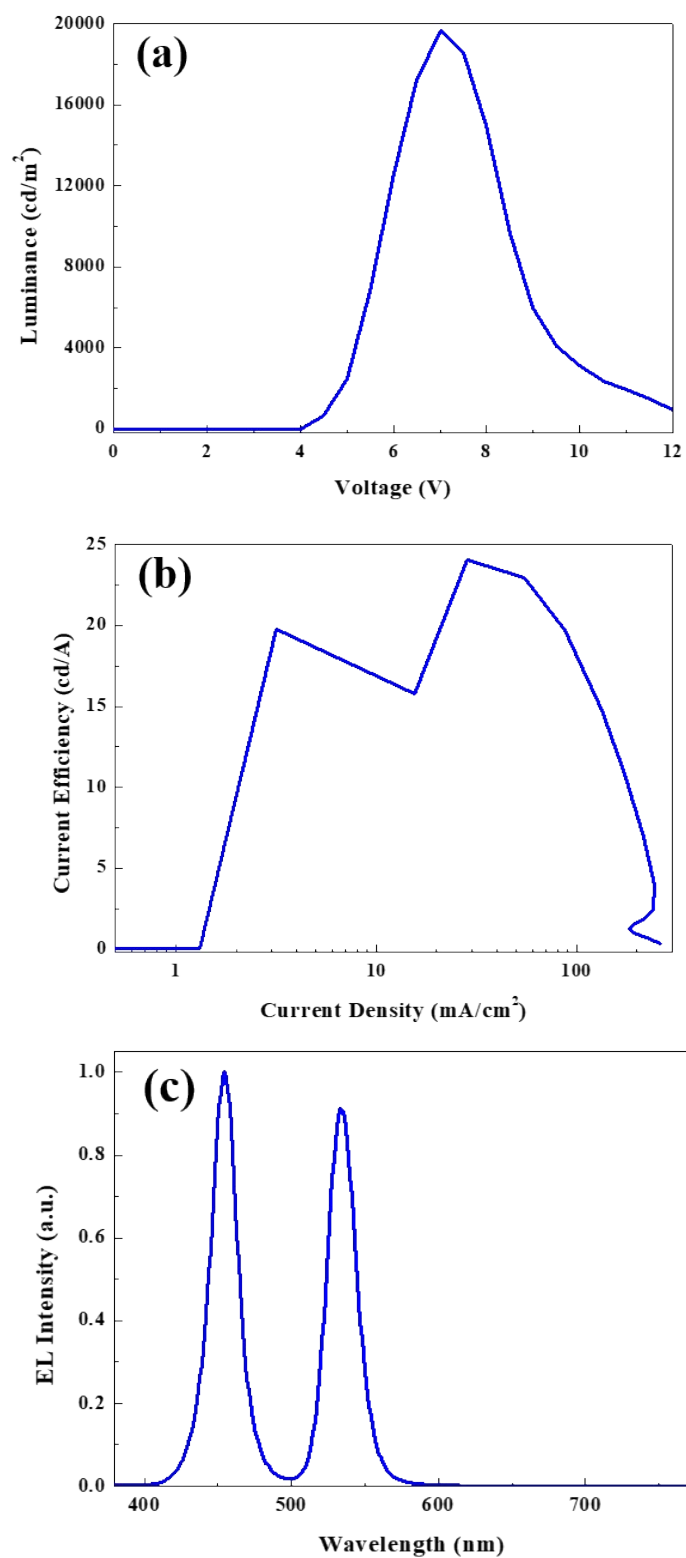 (a)
20000
16000
12000
8000
4000
0
Luminance (cd/m²)
0 2 4 6 8 10 12
Voltage (V)
(b)
25
20
15
10
5
0
Current Efficiency (cd/A)
1 10 100
Current Density (mA/cm²)
(c)
1.0
0.8
0.6
0.4
0.2
0.0
EL Intensity (a.u.)
400 500 600 700
Wavelength (nm)